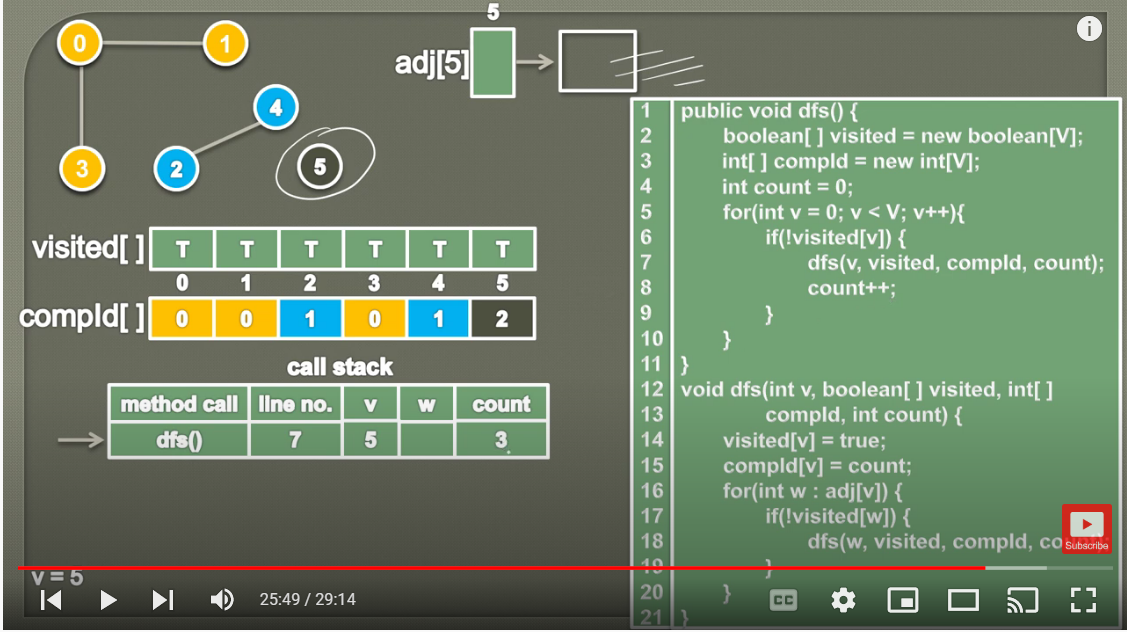 0
1
5
adj[5]
4
3
2
5
visited[ ] T T T T T T
0 1 2 3 4 5
compId[ ] 0 0 1 0 1 2
call stack
method call line no. v w count
dfs() 7 5 3
1 public void dfs() {
2 boolean[ ] visited = new boolean[V];
3 int[ ] compId = new int[V];
4 int count = 0;
5 for(int v = 0; v < V; v++){
6 if(!visited[v]) {
7 dfs(v, visited, compId, count);
8 count++;
9 }
10 }
11 }
12 void dfs(int v, boolean[ ] visited, int[ ]
13 compId, int count) {
14 visited[v] = true;
15 compId[v] = count;
16 for(int w : adj[v]) {
17 if(!visited[w]) {
18 dfs(w, visited, compId,
19 }
20 }
21 }
Subscribe
v = 5
25:49 / 29:14
CC